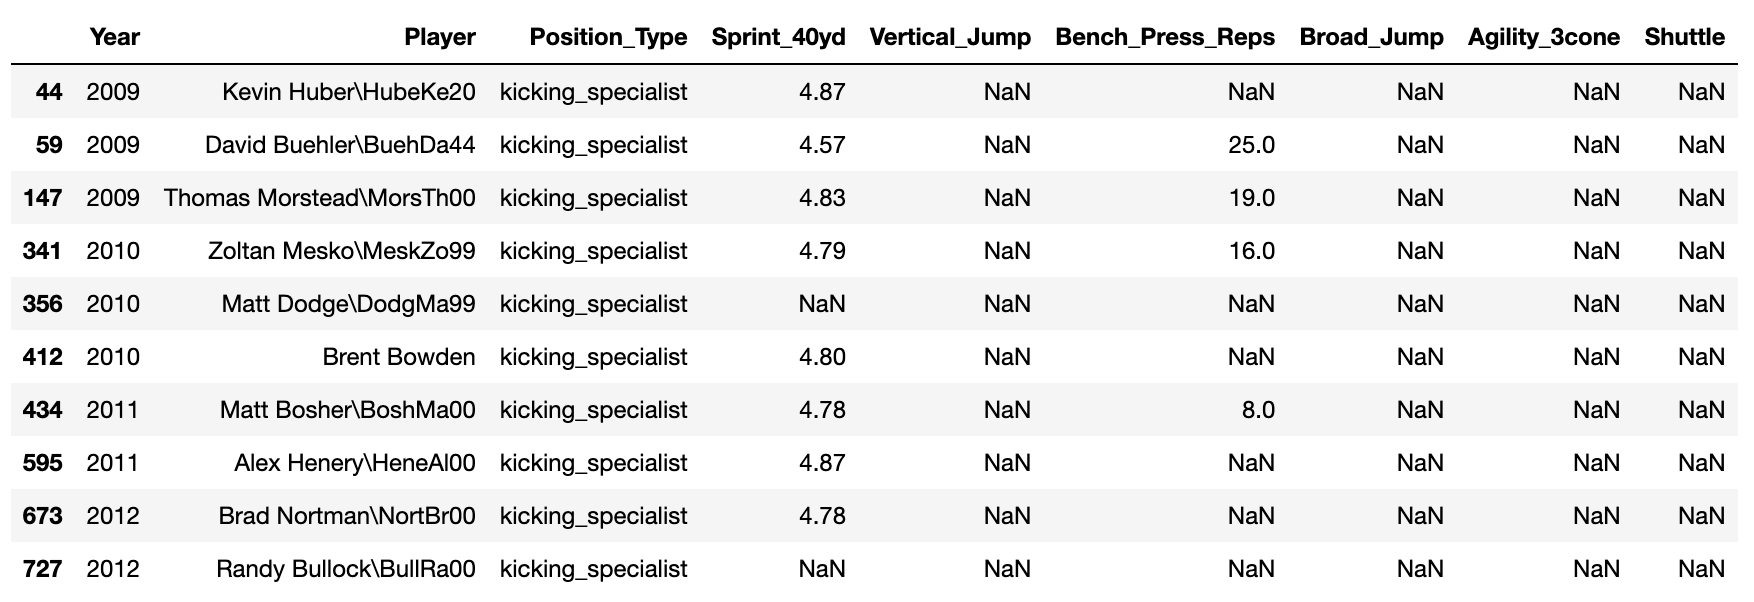 Year Player Position_Type Sprint_40yd Vertical_Jump Bench_Press_Reps Broad_Jump Agility_3cone Shuttle
44 2009 Kevin Huber\HubeKe20 kicking_specialist 4.87 NaN NaN NaN NaN NaN
59 2009 David Buehler\BuehDa44 kicking_specialist 4.57 NaN 25.0 NaN NaN NaN
147 2009 Thomas Morstead\MorsTh00 kicking_specialist 4.83 NaN 19.0 NaN NaN NaN
341 2010 Zoltan Mesko\MeskZo99 kicking_specialist 4.79 NaN 16.0 NaN NaN NaN
356 2010 Matt Dodge\DodgMa99 kicking_specialist NaN NaN NaN NaN NaN NaN
412 2010 Brent Bowden kicking_specialist 4.80 NaN NaN NaN NaN NaN
434 2011 Matt Bosher\BoshMa00 kicking_specialist 4.78 NaN 8.0 NaN NaN NaN
595 2011 Alex Henery\HeneAl00 kicking_specialist 4.87 NaN NaN NaN NaN NaN
673 2012 Brad Nortman\NortBr00 kicking_specialist 4.78 NaN NaN NaN NaN NaN
727 2012 Randy Bullock\BullRa00 kicking_specialist NaN NaN NaN NaN NaN NaN